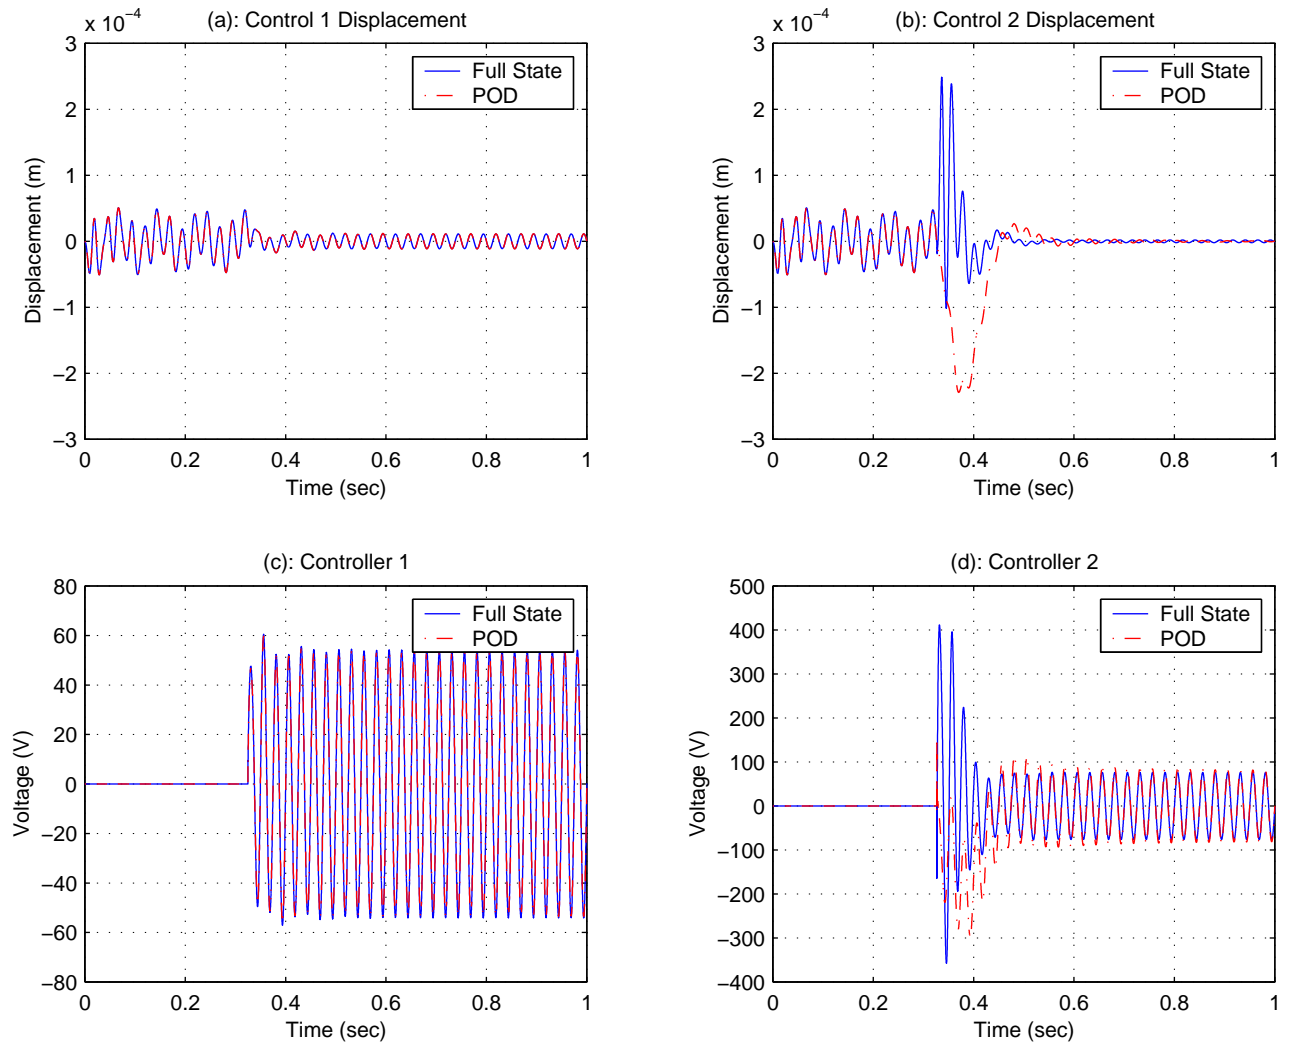 x 10⁻⁴ (a): Control 1 Displacement
3
2
1
0
−1
−2
−3
Displacement (m)
Full State
POD
0 0.2 0.4 0.6 0.8 1
Time (sec)
x 10⁻⁴ (b): Control 2 Displacement
3
2
1
0
−1
−2
−3
Displacement (m)
Full State
POD
0 0.2 0.4 0.6 0.8 1
Time (sec)
(c): Controller 1
80
60
40
20
0
−20
−40
−60
−80
Voltage (V)
Full State
POD
0 0.2 0.4 0.6 0.8 1
Time (sec)
(d): Controller 2
500
400
300
200
100
0
−100
−200
−300
−400
Voltage (V)
Full State
POD
0 0.2 0.4 0.6 0.8 1
Time (sec)